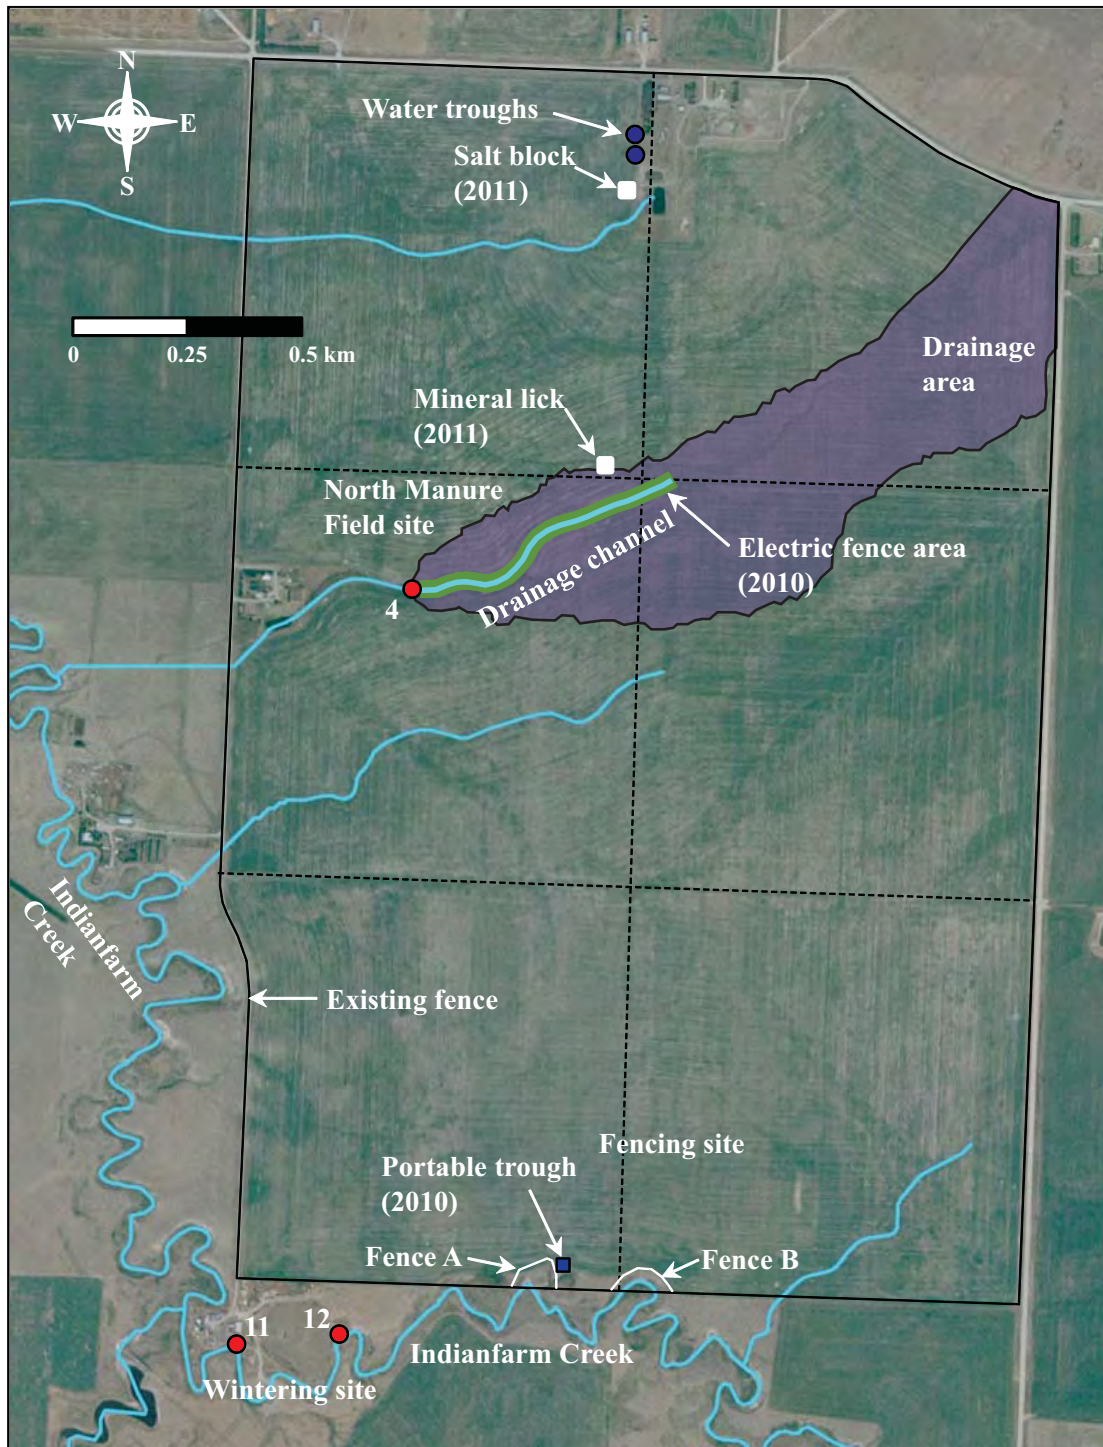 N
W
E
S
Water troughs
Salt block
(2011)
0
0.25
0.5 km
Drainage
area
Mineral lick
(2011)
North Manure
Field site
Drainage channel
Electric fence area
(2010)
4
Indianfarm
Creek
Existing fence
Fencing site
Portable trough
(2010)
Fence A
Fence B
11
12
Indianfarm Creek
Wintering site